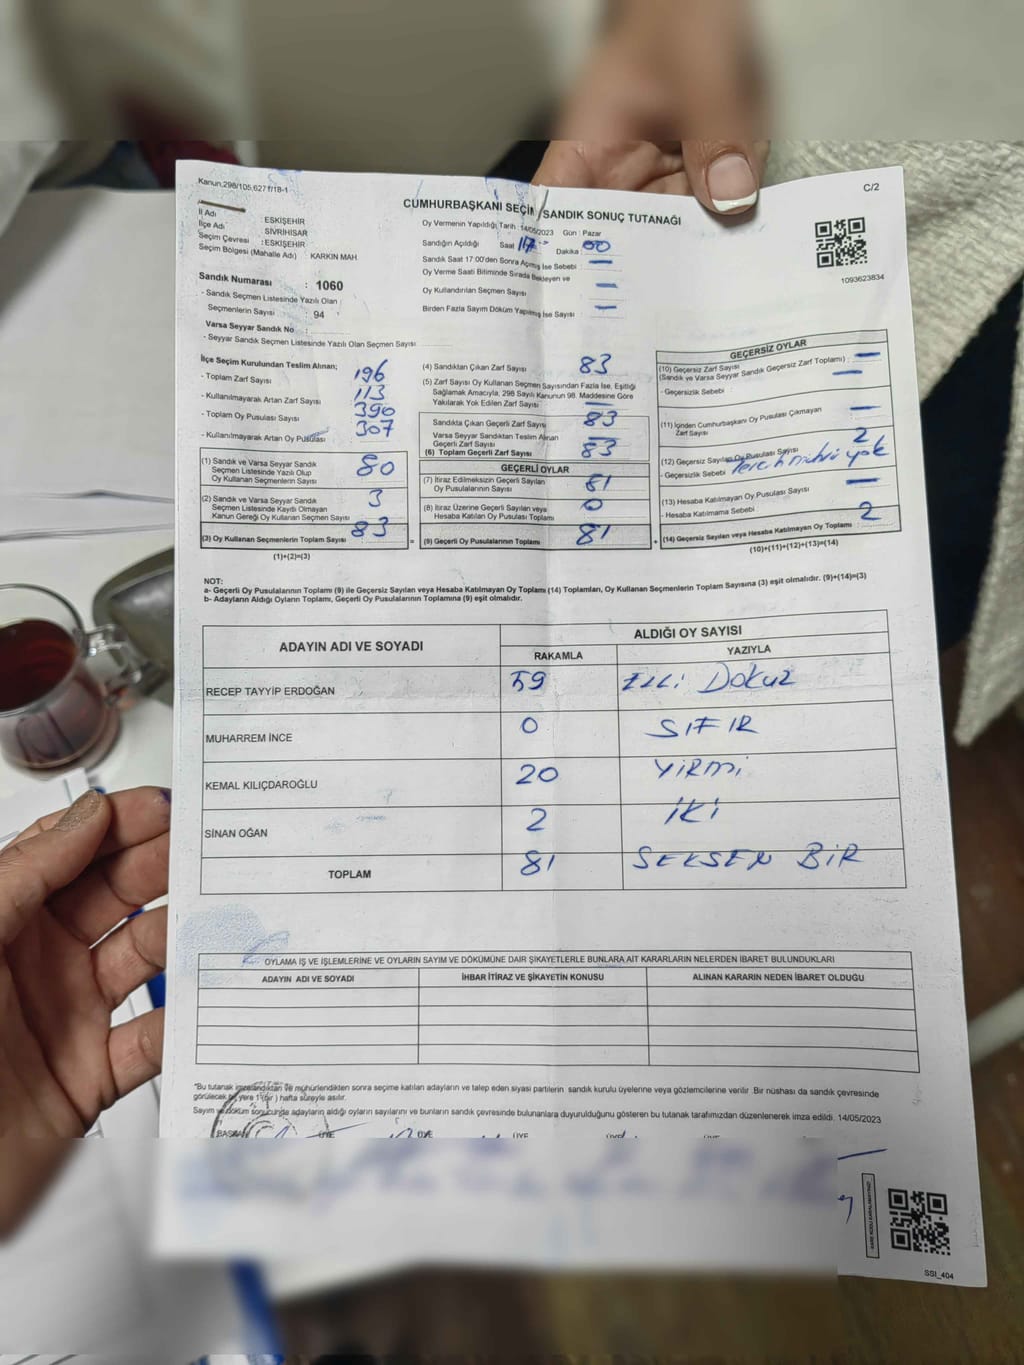 Kanun,298/105,627 f/18-1
C/2
CUMHURBAŞKANI SEÇİM SANDIK SONUÇ TUTANAĞI
İl Adı : ESKİŞEHİR
İlçe Adı : SİVRİHİSAR
Seçim Çevresi : ESKİŞEHİR
Seçim Bölgesi (Mahalle Adı) : KARKIN MAH.
Oy Vermenin Yapıldığı Tarih : 14/05/2023 Gün : Pazar
Sandığın Açıldığı Saat 17 Dakika : 00
Sandık Saat 17:00'den Sonra Açılmış İse Sebebi —
Oy Verme Saati Bitiminde Sırada Bekleyen ve
Oy Kullandırılan Seçmen Sayısı —
Birden Fazla Sayım Döküm Yapılmış İse Sayısı —
1093623834
Sandık Numarası : 1060
- Sandık Seçmen Listesinde Yazılı Olan
Seçmenlerin Sayısı : 94
Varsa Seyyar Sandık No :
- Seyyar Sandık Seçmen Listesinde Yazılı Olan Seçmen Sayısı
İlçe Seçim Kurulundan Teslim Alınan;
- Toplam Zarf Sayısı 196
- Kullanılmayarak Artan Zarf Sayısı 113
- Toplam Oy Pusulası Sayısı 390
- Kullanılmayarak Artan Oy Pusulası 307
(1) Sandık ve Varsa Seyyar Sandık
Seçmen Listesinde Yazılı Olup
Oy Kullanan Seçmenlerin Sayısı 80
(2) Sandık ve Varsa Seyyar Sandık
Seçmen Listesinde Kayıtlı Olmayan
Kanun Gereği Oy Kullanan Seçmen Sayısı 3
(3) Oy Kullanan Seçmenlerin Toplam Sayısı 83
(1)+(2)=(3)
(4) Sandıktan Çıkan Zarf Sayısı 83
(5) Zarf Sayısı Oy Kullanan Seçmen Sayısından Fazla İse, Eşitliği
Sağlamak Amacıyla, 298 Sayılı Kanunun 98. Maddesine Göre
Yakılarak Yok Edilen Zarf Sayısı —
Sandıkta Çıkan Geçerli Zarf Sayısı 83
Varsa Seyyar Sandıktan Teslim Alınan
Geçerli Zarf Sayısı —
(6) Toplam Geçerli Zarf Sayısı 83
GEÇERLİ OYLAR
(7) İtiraz Edilmeksizin Geçerli Sayılan
Oy Pusulalarının Sayısı 81
(8) İtiraz Üzerine Geçerli Sayılan veya
Hesaba Katılan Oy Pusulası Toplamı 0
= (9) Geçerli Oy Pusulalarının Toplamı 81 +
GEÇERSİZ OYLAR
(10) Geçersiz Zarf Sayısı
(Sandık ve Varsa Seyyar Sandık Geçersiz Zarf Toplamı) : —
- Geçersizlik Sebebi : —
(11) İçinden Cumhurbaşkanı Oy Pusulası Çıkmayan
Zarf Sayısı —
(12) Geçersiz Sayılan Oy Pusulası Sayısı 2
- Geçersizlik Sebebi Tercih mührü yok
(13) Hesaba Katılmayan Oy Pusulası Sayısı —
- Hesaba Katılmama Sebebi
(14) Geçersiz Sayılan veya Hesaba Katılmayan Oy Toplamı : 2
(10)+(11)+(12)+(13)=(14)
NOT:
a- Geçerli Oy Pusulalarının Toplamı (9) ile Geçersiz Sayılan veya Hesaba Katılmayan Oy Toplamı (14) Toplamları, Oy Kullanan Seçmenlerin Toplam Sayısına (3) eşit olmalıdır. (9)+(14)=(3)
b- Adayların Aldığı Oyların Toplamı, Geçerli Oy Pusulalarının Toplamına (9) eşit olmalıdır.
ADAYIN ADI VE SOYADI
ALDIĞI OY SAYISI
RAKAMLA YAZIYLA
RECEP TAYYİP ERDOĞAN 59 ELLİ DOKUZ
MUHARREM İNCE 0 SIFIR
KEMAL KILIÇDAROĞLU 20 YİRMİ
SİNAN OĞAN 2 İKİ
TOPLAM 81 SEKSEN BİR
OYLAMA İŞ VE İŞLEMLERİNE VE OYLARIN SAYIM VE DÖKÜMÜNE DAİR ŞİKAYETLERLE BUNLARA AİT KARARLARIN NELERDEN İBARET BULUNDUKLARI
ADAYIN ADI VE SOYADI İHBAR İTİRAZ VE ŞİKAYETİN KONUSU ALINAN KARARIN NEDEN İBARET OLDUĞU
"Bu tutanak imzalandıktan ve mühürlendikten sonra seçime katılan adayların ve talep eden siyasi partilerin sandık kurulu üyelerine veya gözlemcilerine verilir. Bir nüshası da sandık çevresinde
görülecek bir yere 1 (bir) hafta süreyle asılır.
Sayım ve döküm sonucunda adayların aldığı oyların sayılarını ve bunların sandık çevresinde bulunanlara duyurulduğunu gösteren bu tutanak tarafımızdan düzenlenerek imza edildi. 14/05/2023
BAŞKAN ÜYE ÜYE ÜYE ÜYE ÜYE
SSI_404